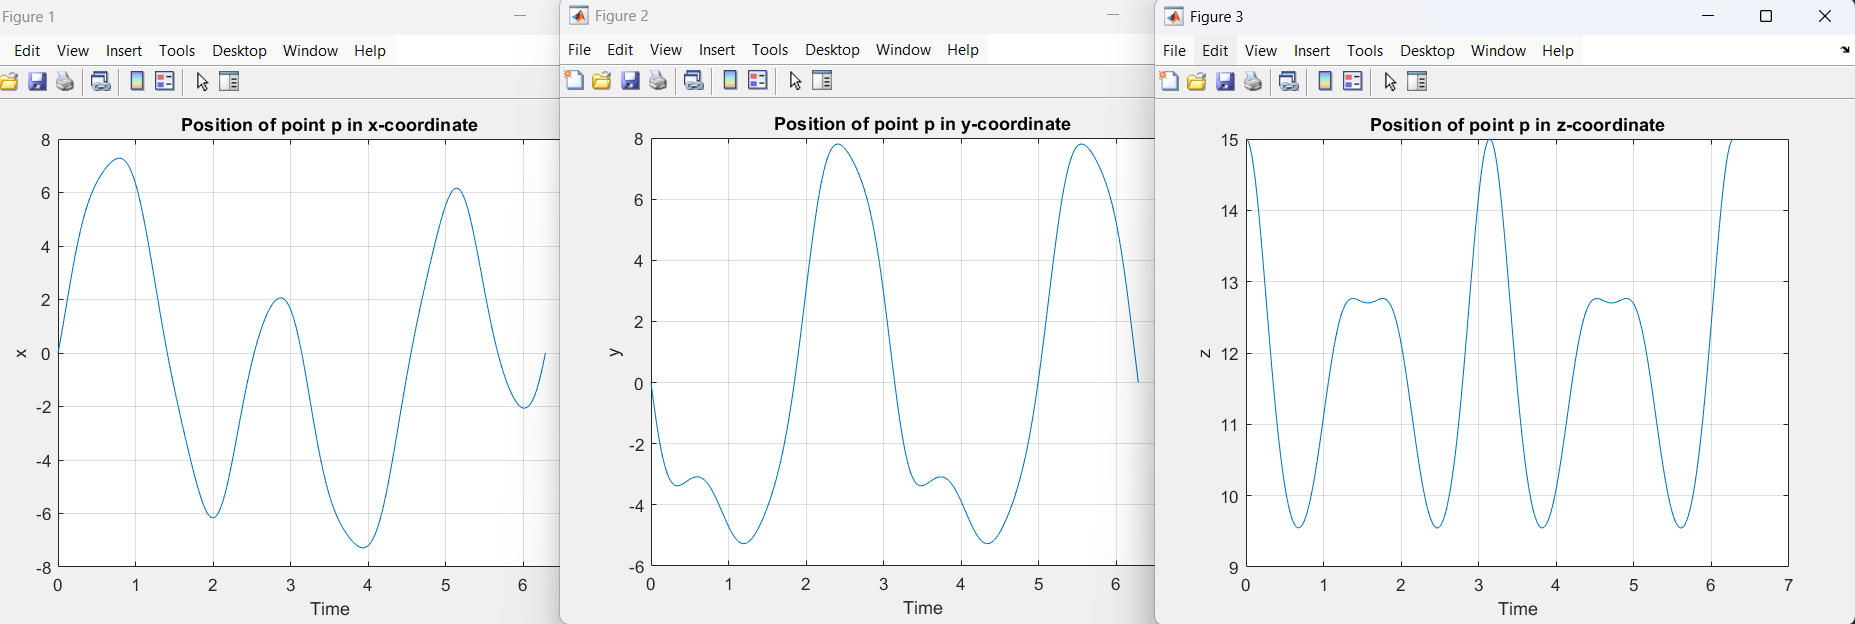 Figure 1
Edit View Insert Tools Desktop Window Help
Position of point p in x-coordinate
8
6
4
2
0
-2
-4
-6
-8
x
0 1 2 3 4 5 6
Time
Figure 2
File Edit View Insert Tools Desktop Window Help
Position of point p in y-coordinate
8
6
4
2
0
-2
-4
-6
y
0 1 2 3 4 5 6
Time
Figure 3
File Edit View Insert Tools Desktop Window Help
Position of point p in z-coordinate
15
14
13
12
11
10
9
z
0 1 2 3 4 5 6 7
Time